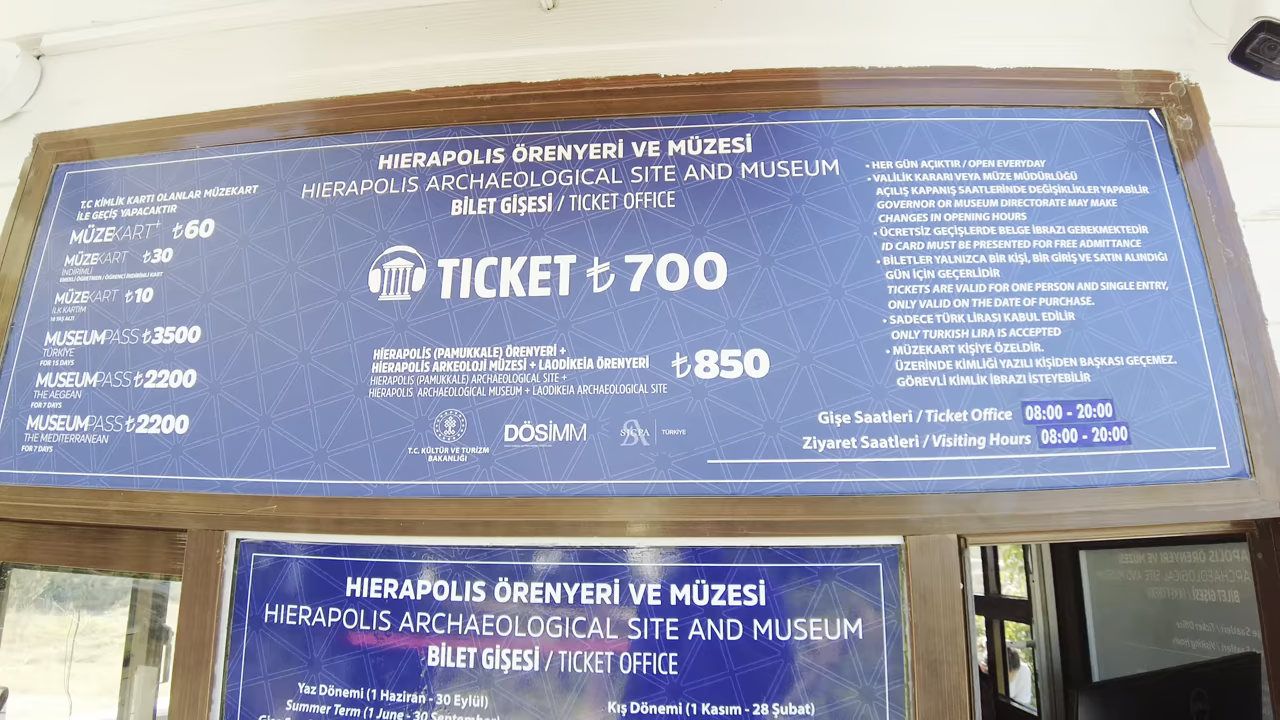 HIERAPOLIS ÖRENYERİ VE MÜZESİ
HIERAPOLIS ARCHAEOLOGICAL SITE AND MUSEUM
BİLET GİŞESİ / TICKET OFFICE
T.C KİMLİK KARTI OLANLAR MÜZEKART
İLE GEÇİŞ YAPACAKTIR
MÜZEKART+ ₺60
MÜZEKART ₺30
İNDİRİMLİ
EMEKLİ ÖĞRETMEN / ÖĞRENCİ İNDİRİMLİ KART
MÜZEKART ₺10
İLK KARTIM
18 YAŞ ALTI
MUSEUMPASS ₺3500
TÜRKİYE
FOR 15 DAYS
MUSEUMPASS ₺2200
THE AEGEAN
FOR 7 DAYS
MUSEUMPASS ₺2200
THE MEDITERRANEAN
FOR 7 DAYS
TICKET ₺700
HİERAPOLİS (PAMUKKALE) ÖRENYERİ +
HİERAPOLİS ARKEOLOJİ MÜZESİ + LAODİKEİA ÖRENYERİ
₺850
HIERAPOLIS (PAMUKKALE) ARCHAEOLOGICAL SITE +
HIERAPOLIS ARCHAEOLOGICAL MUSEUM + LAODIKEIA ARCHAEOLOGICAL SITE
T.C. KÜLTÜR VE TURİZM
BAKANLIĞI
DÖSİMM
TÜRKİYE
• HER GÜN AÇIKTIR / OPEN EVERYDAY
• VALİLİK KARARI VEYA MÜZE MÜDÜRLÜĞÜ
AÇILIŞ KAPANIŞ SAATLERİNDE DEĞİŞİKLİKLER YAPABİLİR
GOVERNOR OR MUSEUM DIRECTORATE MAY MAKE
CHANGES IN OPENING HOURS
• ÜCRETSİZ GEÇİŞLERDE BELGE İBRAZI GEREKMEKTEDİR
ID CARD MUST BE PRESENTED FOR FREE ADMITTANCE
• BİLETLER YALNIZCA BİR KİŞİ, BİR GİRİŞ VE SATIN ALINDIĞI
GÜN İÇİN GEÇERLİDİR
TICKETS ARE VALID FOR ONE PERSON AND SINGLE ENTRY,
ONLY VALID ON THE DATE OF PURCHASE.
• SADECE TÜRK LİRASI KABUL EDİLİR
ONLY TURKISH LIRA IS ACCEPTED
• MÜZEKART KİŞİYE ÖZELDİR.
ÜZERİNDE KİMLİĞİ YAZILI KİŞİDEN BAŞKASI GEÇEMEZ.
GÖREVLİ KİMLİK İBRAZI İSTEYEBİLİR
Gişe Saatleri / Ticket Office 08:00 - 20:00
Ziyaret Saatleri / Visiting Hours 08:00 - 20:00
HIERAPOLIS ÖRENYERİ VE MÜZESİ
HIERAPOLIS ARCHAEOLOGICAL SITE AND MUSEUM
BİLET GİŞESİ / TICKET OFFICE
Yaz Dönemi (1 Haziran - 30 Eylül)
Summer Term (1 June - 30 September)
Kış Dönemi (1 Kasım - 28 Şubat)